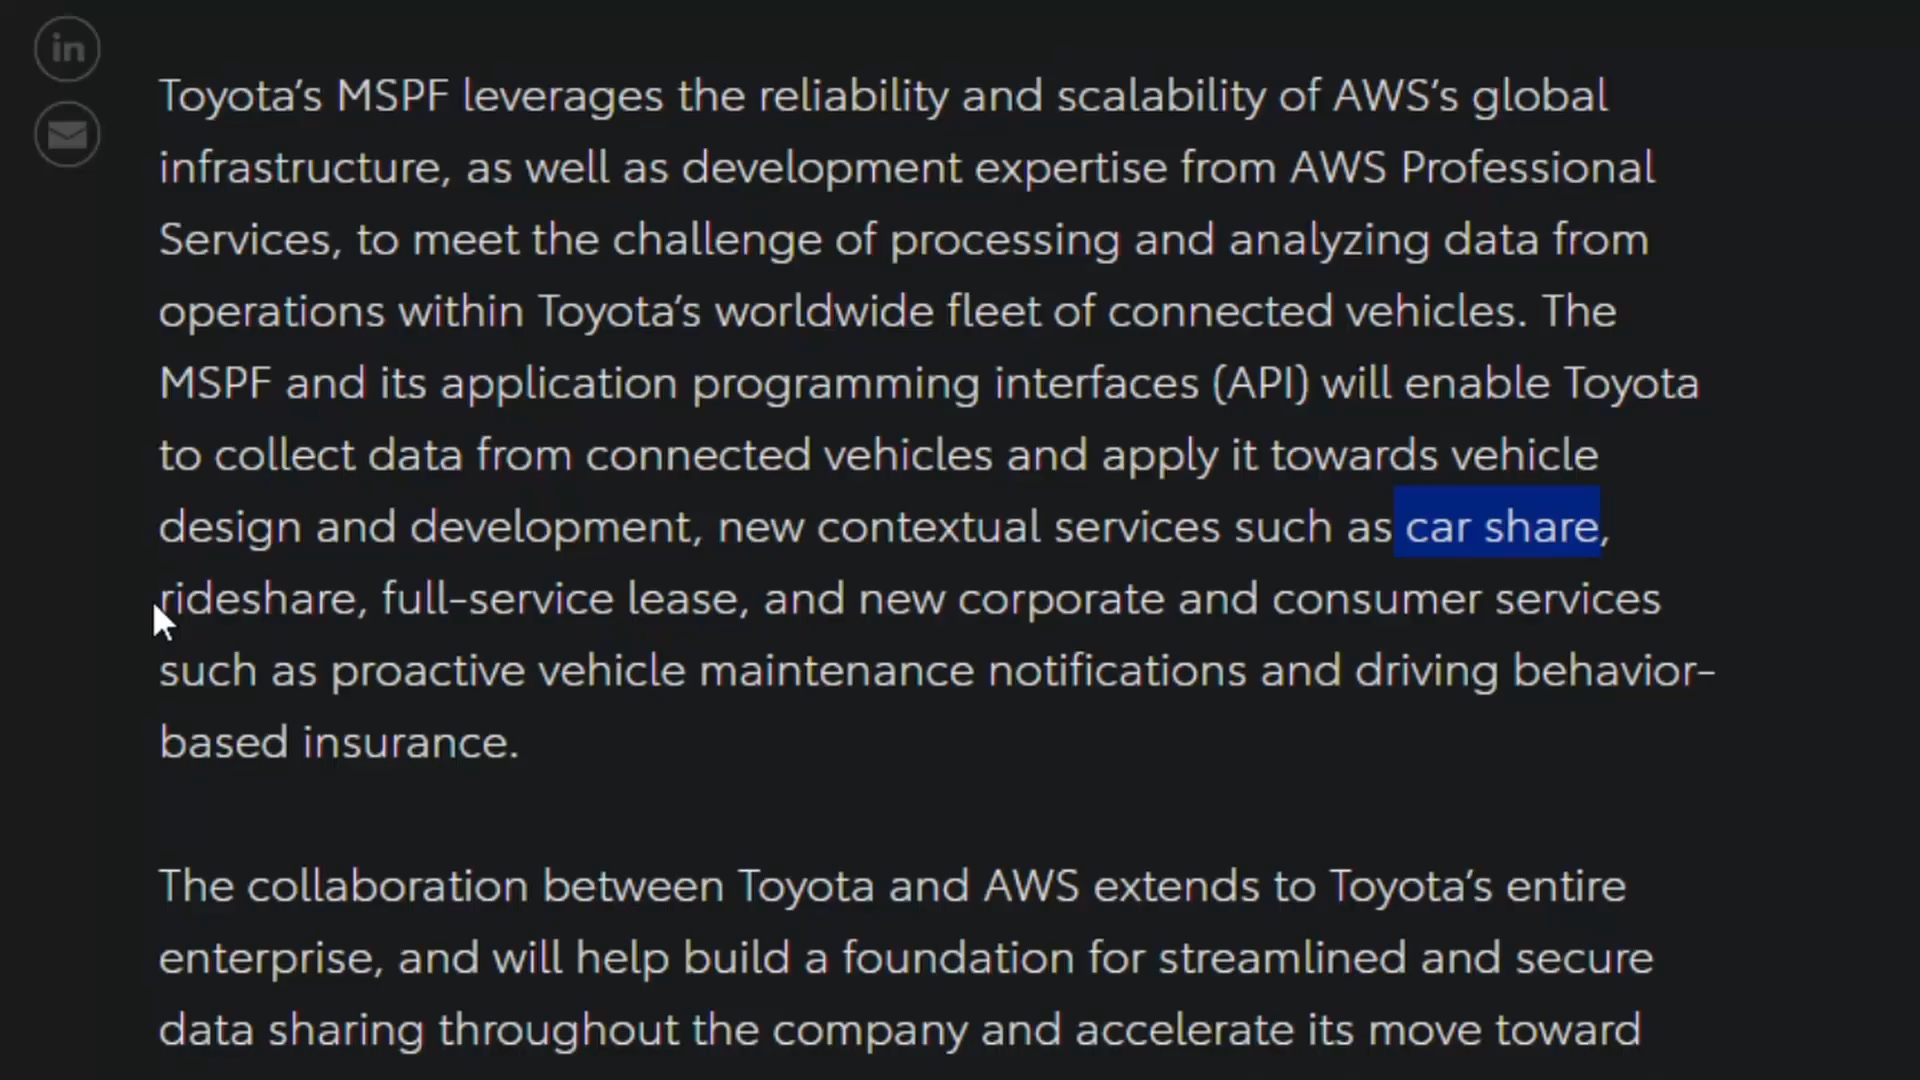 in
Toyota’s MSPF leverages the reliability and scalability of AWS’s global
infrastructure, as well as development expertise from AWS Professional
Services, to meet the challenge of processing and analyzing data from
operations within Toyota’s worldwide fleet of connected vehicles. The
MSPF and its application programming interfaces (API) will enable Toyota
to collect data from connected vehicles and apply it towards vehicle
design and development, new contextual services such as car share,
rideshare, full-service lease, and new corporate and consumer services
such as proactive vehicle maintenance notifications and driving behavior-
based insurance.
The collaboration between Toyota and AWS extends to Toyota’s entire
enterprise, and will help build a foundation for streamlined and secure
data sharing throughout the company and accelerate its move toward